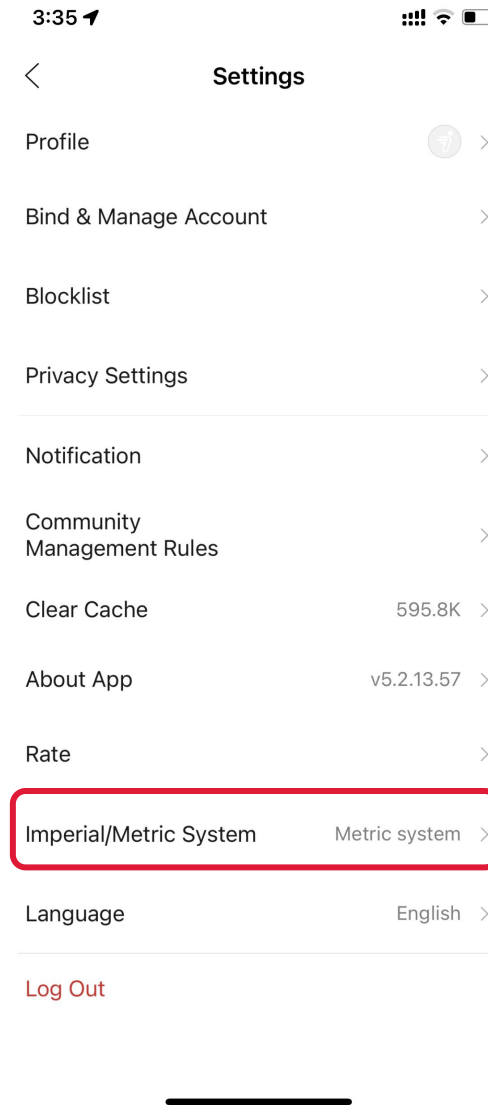 3:35
Settings
Profile
Bind & Manage Account
Blocklist
Privacy Settings
Notification
Community
Management Rules
Clear Cache 595.8K
About App v5.2.13.57
Rate
Imperial/Metric System Metric system
Language English
Log Out